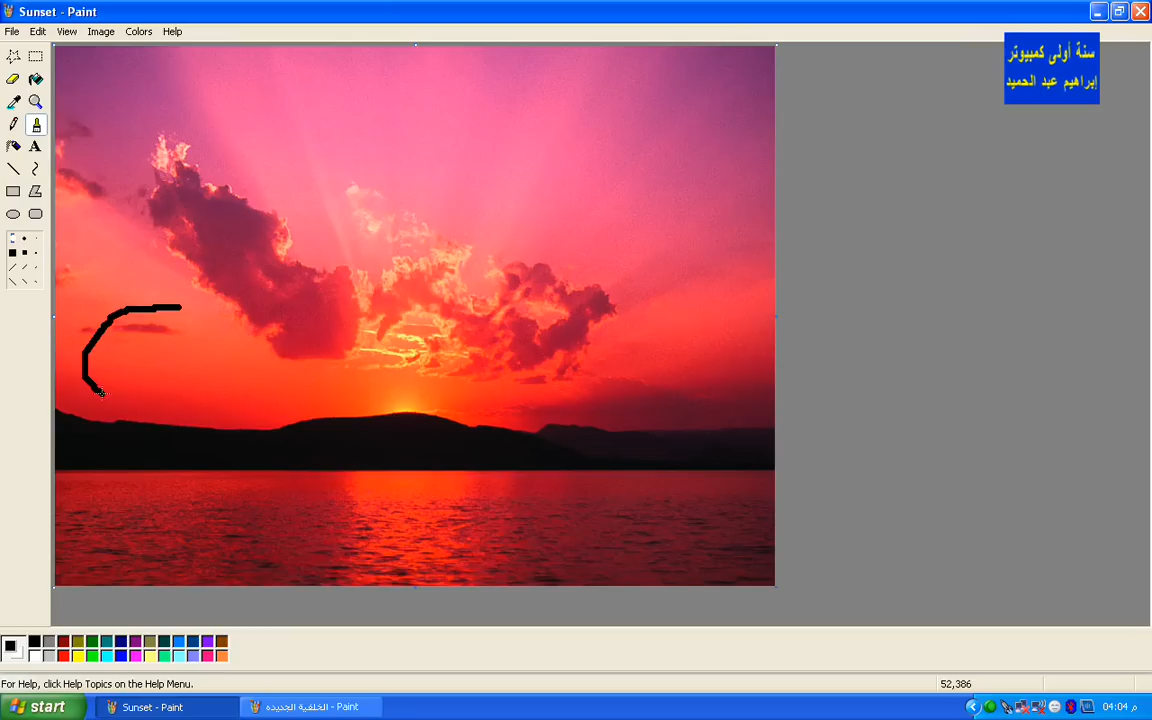 Sunset - Paint
File Edit View Image Colors Help
سنة أولى كمبيوتر
إبراهيم عبد الحميد
For Help, click Help Topics on the Help Menu.
52,386
start
Sunset - Paint
الخلفية الجديده - Paint
04:04 م